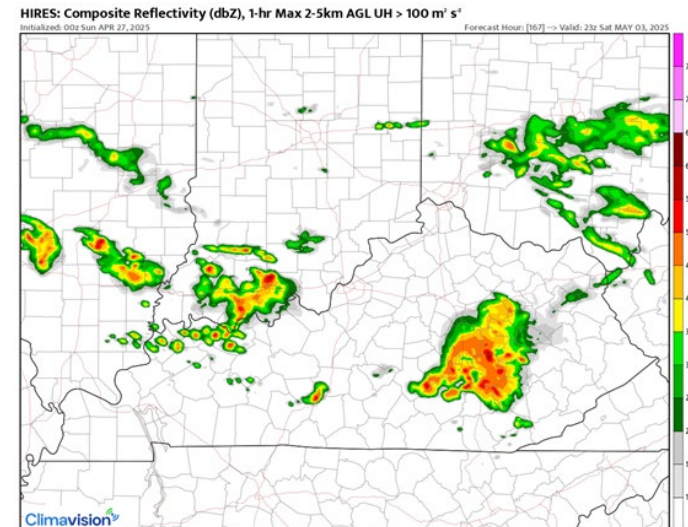 HIRES: Composite Reflectivity (dbZ), 1-hr Max 2-5km AGL UH > 100 m² s²
Initialized: 00z Sun APR 27, 2025
Forecast Hour: [167] --> Valid: 23z Sat MAY 03, 2025
Climavision